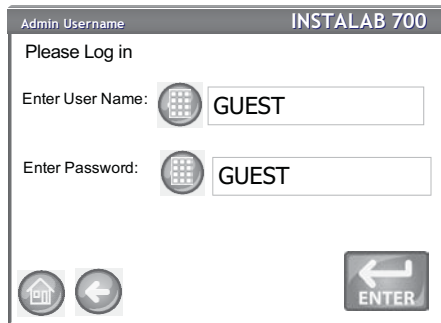 Admin Username INSTALAB 700
Please Log in
Enter User Name: GUEST
Enter Password: GUEST
ENTER